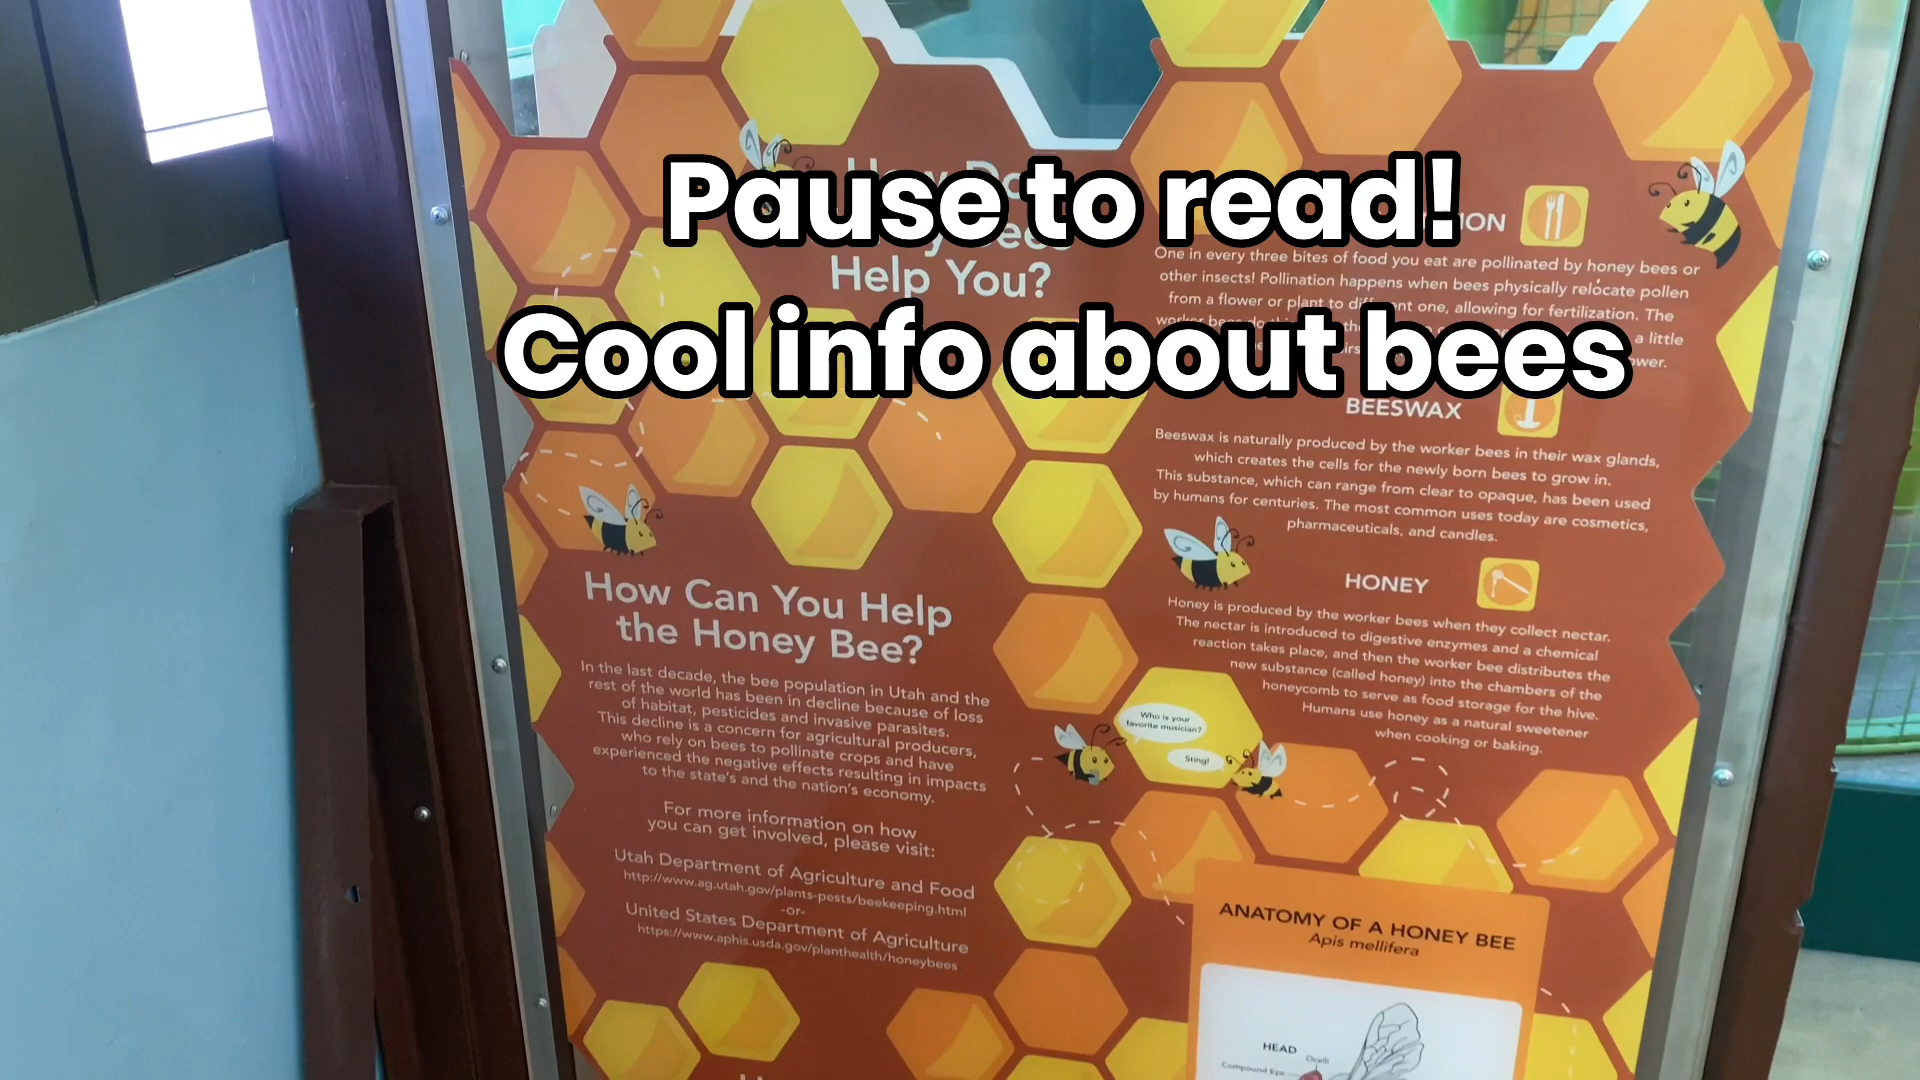 Pause to read!
Cool info about bees
Help You?
How Can You Help
the Honey Bee?
In the last decade, the bee population in Utah and the
rest of the world has been in decline because of loss
of habitat, pesticides and invasive parasites.
This decline is a concern for agricultural producers,
who rely on bees to pollinate crops and have
experienced the negative effects resulting in impacts
to the state's and the nation's economy.
For more information on how
you can get involved, please visit:
Utah Department of Agriculture and Food
http://www.ag.utah.gov/plants-pests/beekeeping.html
-or-
United States Department of Agriculture
https://www.aphis.usda.gov/planthealth/honeybees
One in every three bites of food you eat are pollinated by honey bees or
other insects! Pollination happens when bees physically relocate pollen
from a flower or plant to different one, allowing for fertilization. The
a little
BEESWAX
Beeswax is naturally produced by the worker bees in their wax glands,
which creates the cells for the newly born bees to grow in.
This substance, which can range from clear to opaque, has been used
by humans for centuries. The most common uses today are cosmetics,
pharmaceuticals, and candles.
HONEY
Honey is produced by the worker bees when they collect nectar.
The nectar is introduced to digestive enzymes and a chemical
reaction takes place, and then the worker bee distributes the
new substance (called honey) into the chambers of the
honeycomb to serve as food storage for the hive.
Humans use honey as a natural sweetener
when cooking or baking.
Who is your
favorite musician?
Sting!
ANATOMY OF A HONEY BEE
Apis mellifera
HEAD
Ocelli
Compound Eye